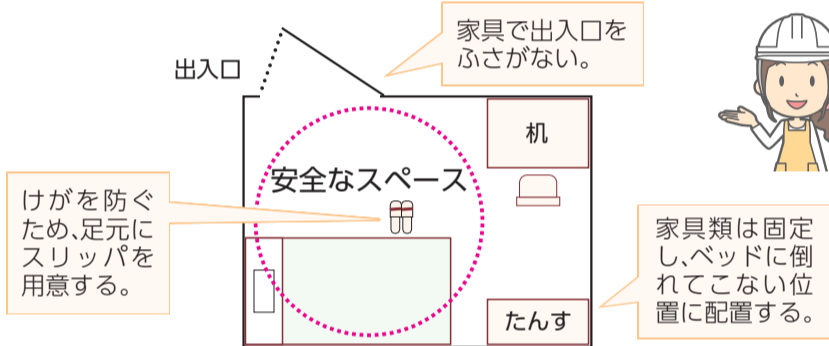 家具で出入口を
ふさがない。
出入口
机
安全なスペース
けがを防ぐ
ため、足元に
スリッパを
用意する。
家具類は固定
し、ベッドに倒
れてこない位
置に配置する。
たんす